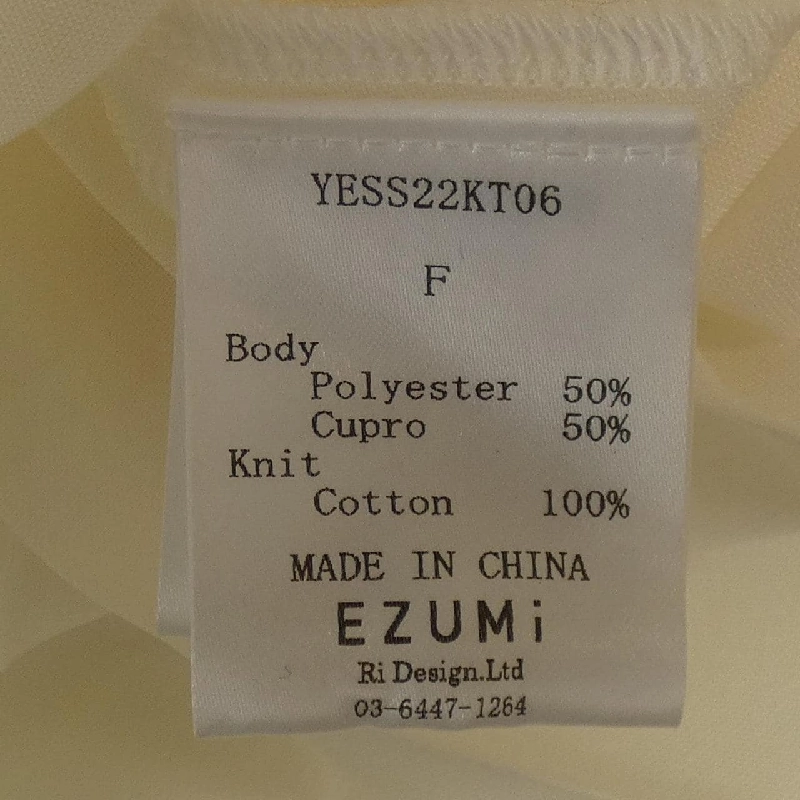 YESS22KT06
F
Body
Polyester 50%
Cupro 50%
Knit
Cotton 100%
MADE IN CHINA
EZUMi
Ri Design.Ltd
03-6447-1264